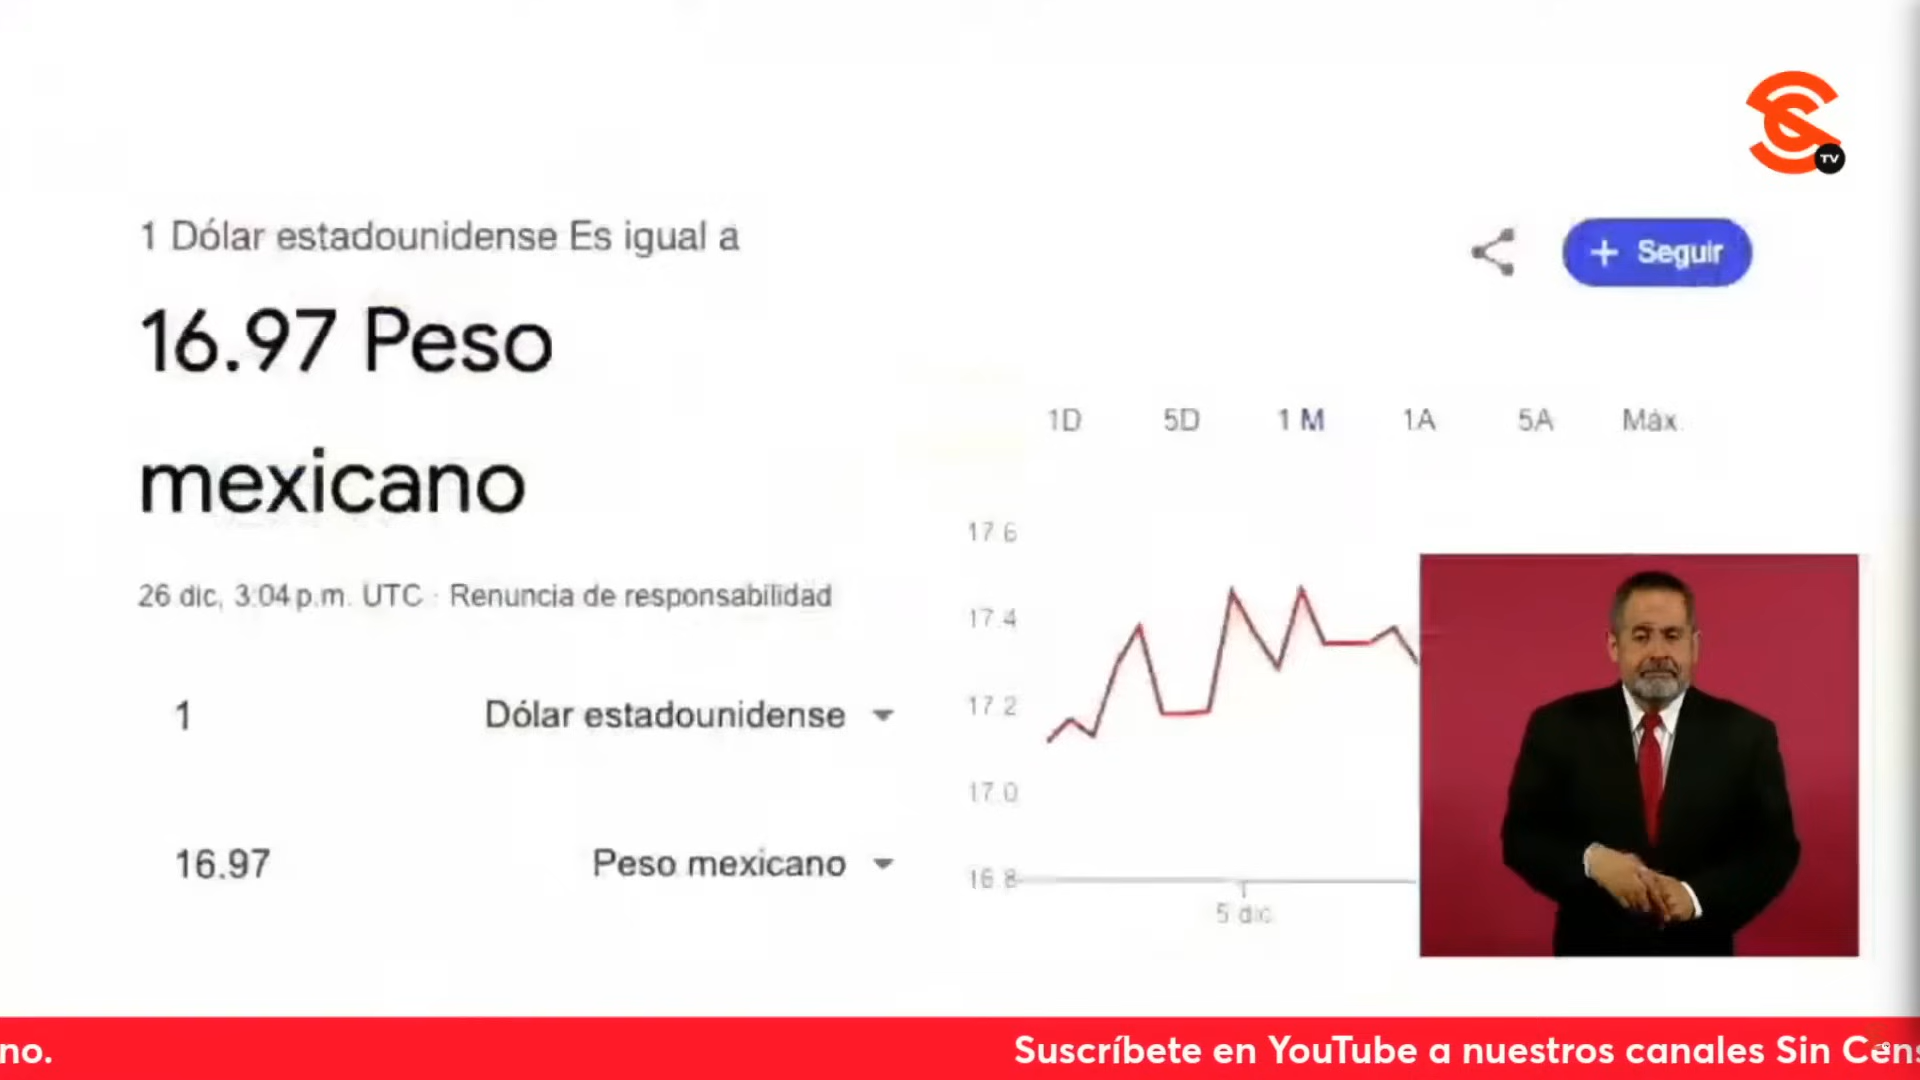 TV
1 Dólar estadounidense Es igual a
+ Seguir
16.97 Peso
mexicano
26 dic, 3:04 p.m. UTC · Renuncia de responsabilidad
1 Dólar estadounidense
16.97 Peso mexicano
1D 5D 1 M 1A 5A Máx.
17.6
17.4
17.2
17.0
16.8
5 dic.
no. Suscríbete en YouTube a nuestros canales Sin Cens